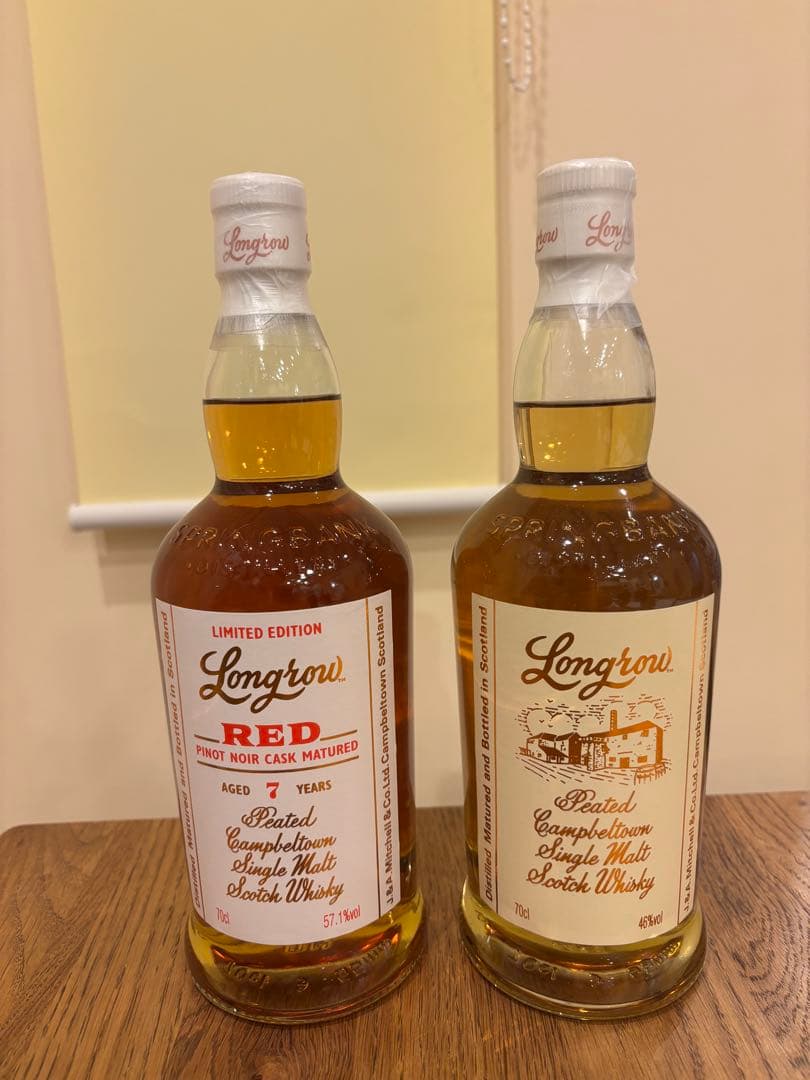 Longrow
SPRINGBANK
LIMITED EDITION
Longrow™
RED
PINOT NOIR CASK MATURED
AGED 7 YEARS
Peated
Campbeltown
Single Malt
Scotch Whisky
70cl 57.1%vol
Distilled Matured and Bottled in Scotland
J.&A.Mitchell & Co.Ltd.Campbeltown Scotland
Longrow
SPRINGBANK
Longrow™
Peated
Campbeltown
Single Malt
Scotch Whisky
70cl 46%vol
Distilled Matured and Bottled in Scotland
J.&A.Mitchell & Co.Ltd.Campbeltown Scotland